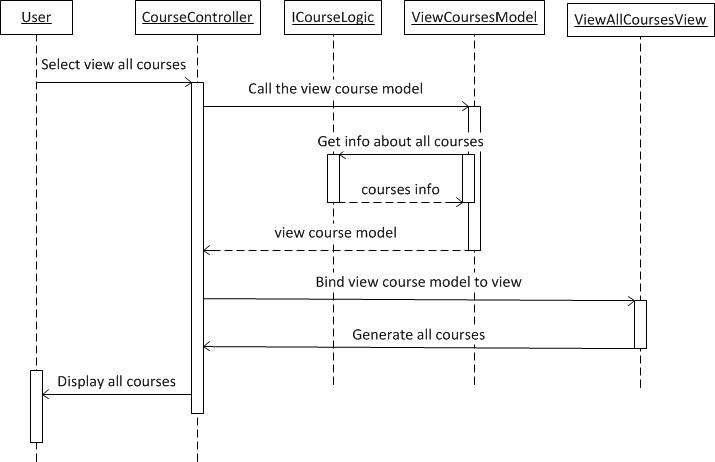 User
CourseController
ICourseLogic
ViewCoursesModel
ViewAllCoursesView
Select view all courses
Call the view course model
Get info about all courses
courses info
view course model
Bind view course model to view
Generate all courses
Display all courses